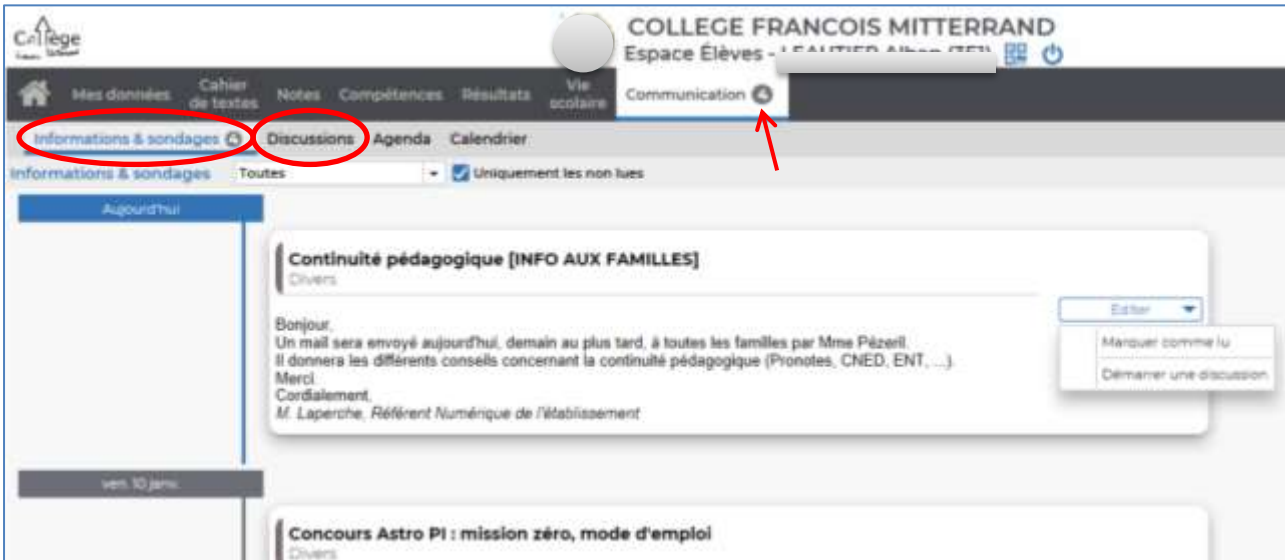 Collège
COLLEGE FRANCOIS MITTERRAND
Espace Élèves -
Mes données
Cahier
de textes
Notes
Compétences
Résultats
Vie
scolaire
Communication 4
Informations & sondages 4
Discussions
Agenda
Calendrier
Informations & sondages
Toutes
Uniquement les non lues
Aujourd'hui
Continuité pédagogique [INFO AUX FAMILLES]
Divers
Editer
Bonjour,
Un mail sera envoyé aujourd'hui, demain au plus tard, à toutes les familles par Mme Pézeril.
Il donnera les différents conseils concernant la continuité pédagogique (Pronotes, CNED, ENT, ...).
Merci.
Cordialement,
M. Laperche, Référent Numérique de l'établissement
Marquer comme lu
Démarrer une discussion
ven. 10 janv.
Concours Astro PI : mission zéro, mode d'emploi
Divers